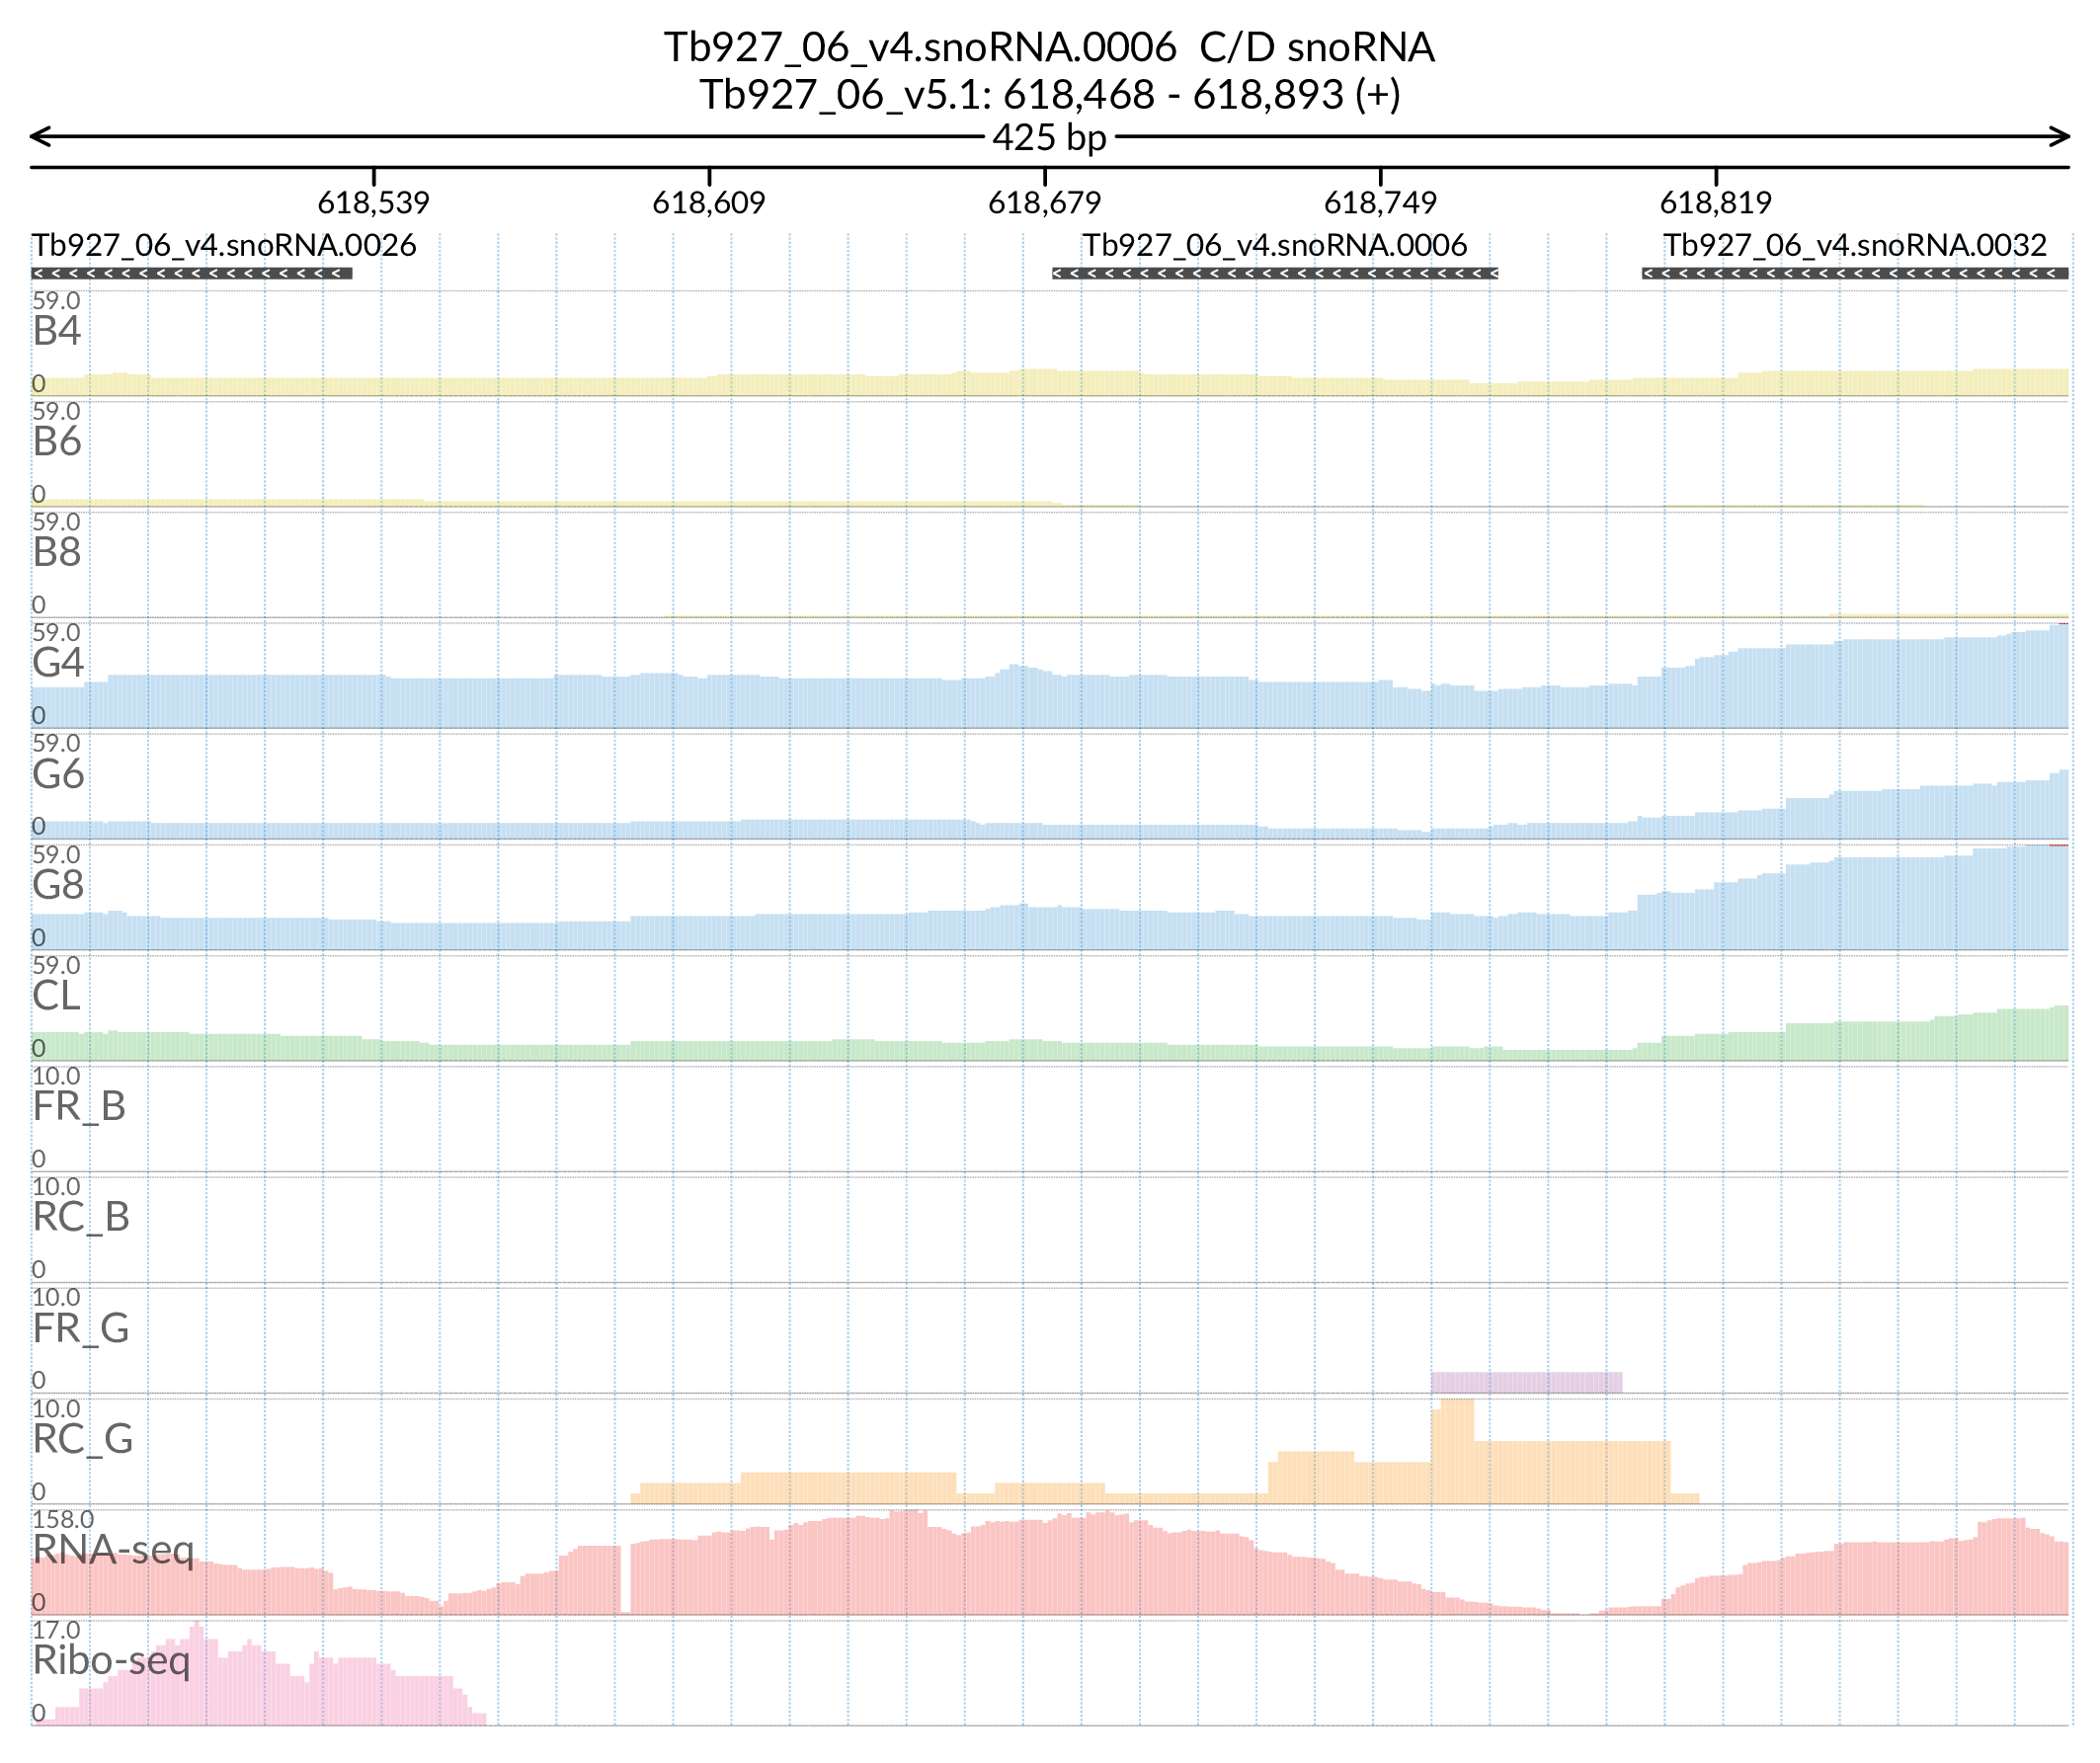 Tb927_06_v4.snoRNA.0006 C/D snoRNA
Tb927_06_v5.1: 618,468 - 618,893 (+)
425 bp
618,539 618,609 618,679 618,749 618,819
Tb927_06_v4.snoRNA.0026 Tb927_06_v4.snoRNA.0006 Tb927_06_v4.snoRNA.0032
59.0
B4
0
59.0
B6
0
59.0
B8
0
59.0
G4
0
59.0
G6
0
59.0
G8
0
59.0
CL
0
10.0
FR_B
0
10.0
RC_B
0
10.0
FR_G
0
10.0
RC_G
0
158.0
RNA-seq
0
17.0
Ribo-seq
0